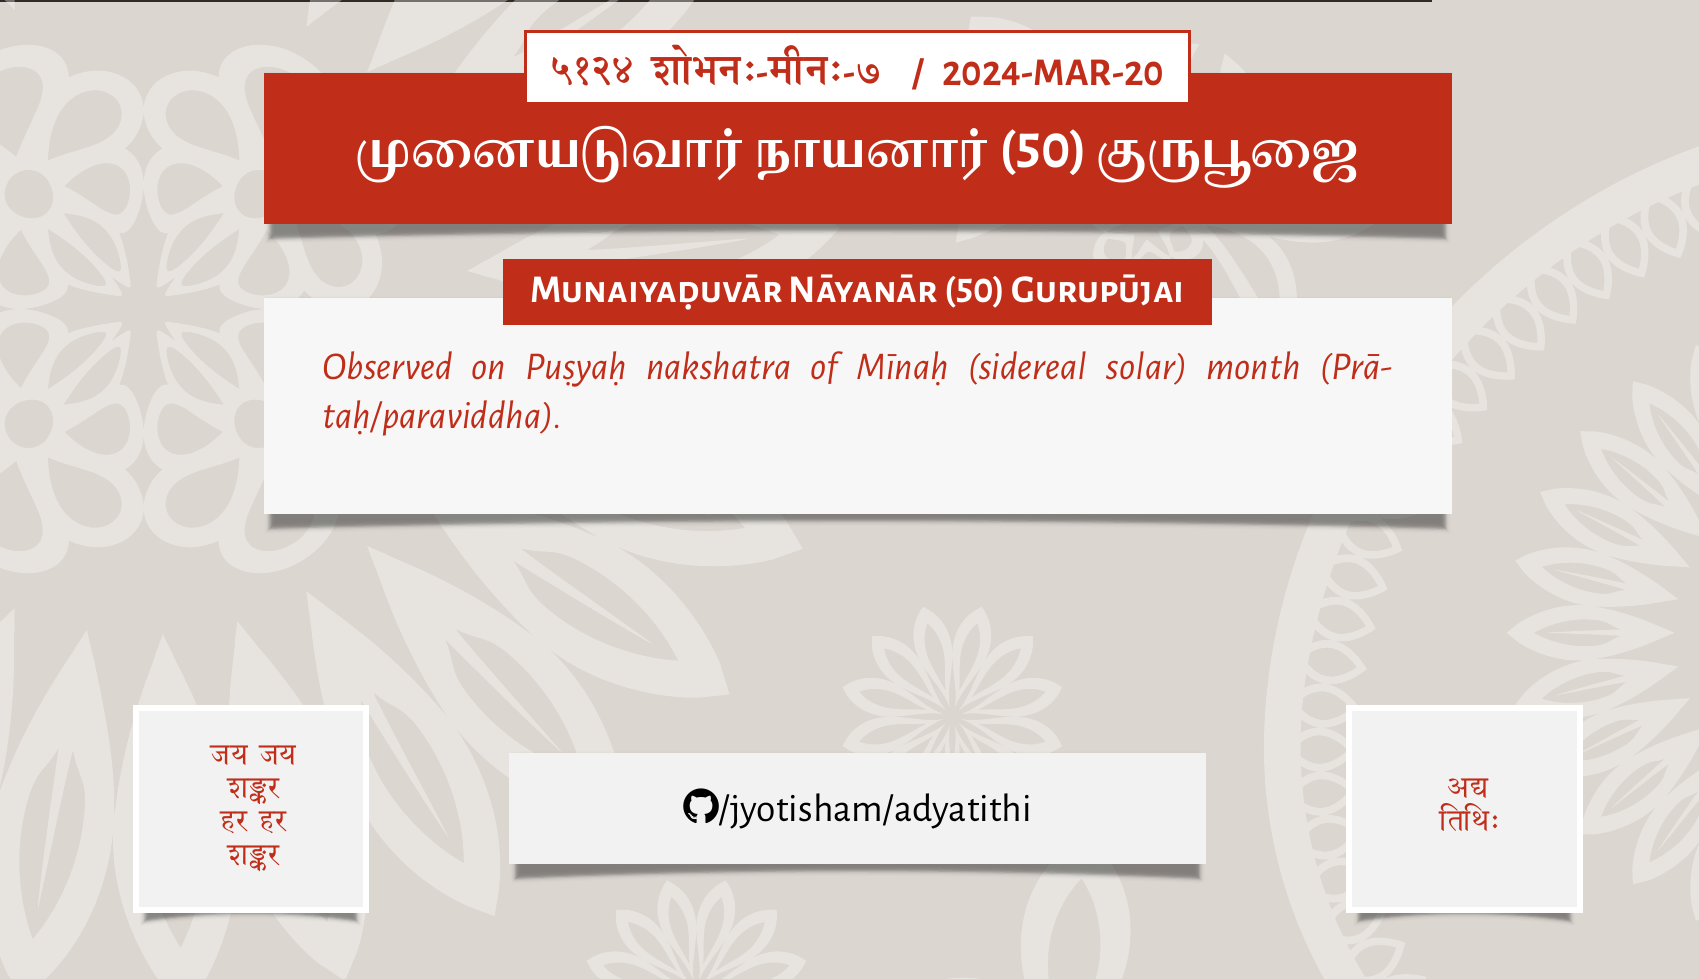 ५१२४ शोभनः-मीनः-७ / 2024-MAR-20
முனையடுவார் நாயனார் (50) குருபூஜை
Munaiyaḍuvār Nāyanār (50) Gurupūjai
Observed on Puṣyaḥ nakshatra of Mīnaḥ (sidereal solar) month (Prā-
taḥ/paraviddha).
जय जय
शङ्कर
हर हर
शङ्कर
/jyotisham/adyatithi
अद्य
तिथिः